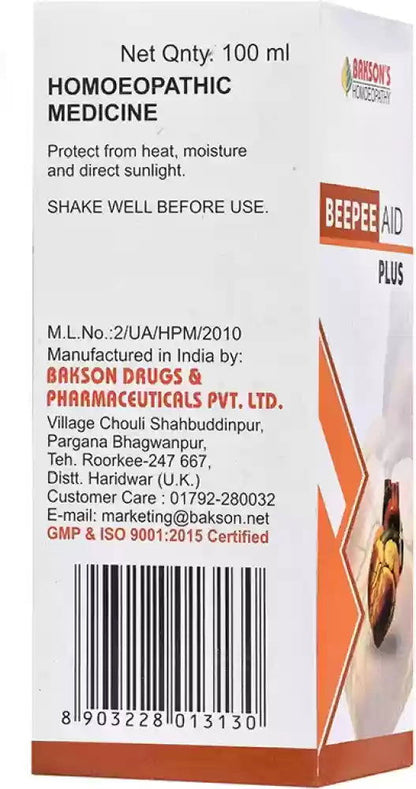 Net Qnty. 100 ml
HOMOEOPATHIC
MEDICINE
Protect from heat, moisture
and direct sunlight.
SHAKE WELL BEFORE USE.
M.L.No.:2/UA/HPM/2010
Manufactured in India by:
BAKSON DRUGS &
PHARMACEUTICALS PVT. LTD.
Village Chouli Shahbuddinpur,
Pargana Bhagwanpur,
Teh. Roorkee-247 667,
Distt. Haridwar (U.K.)
Customer Care : 01792-280032
E-mail: marketing@bakson.net
GMP & ISO 9001:2015 Certified
8 903228 013130
BAKSON'S
HOMOEOPATHY
BEEPEE AID
PLUS